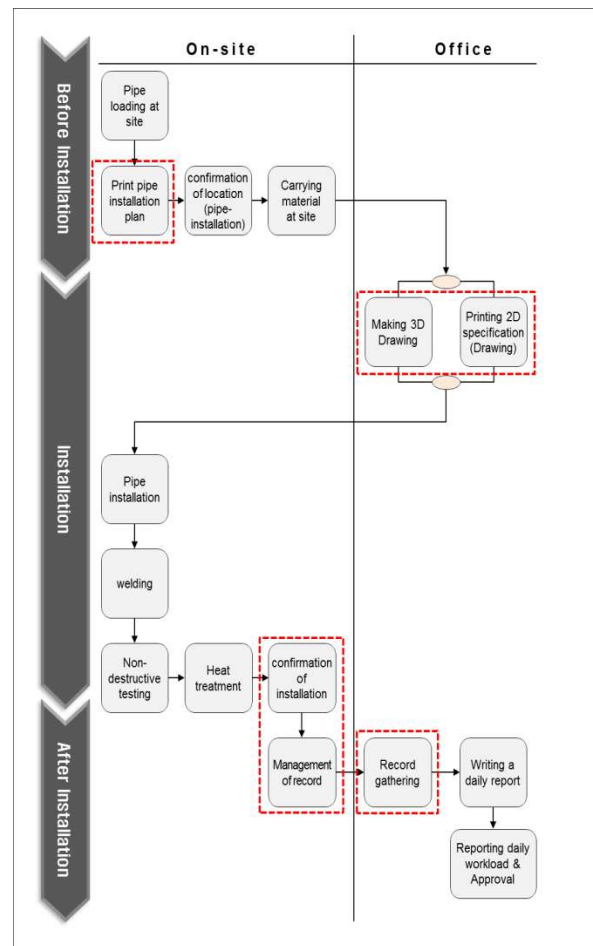 On-site
Office
Before Installation
Pipe
loading at
site
Print pipe
installation
plan
confirmation
of location
(pipe-
installation)
Carrying
material
at site
Making 3D
Drawing
Printing 2D
specification
(Drawing)
Installation
Pipe
installation
welding
Non-
destructive
testing
Heat
treatment
confirmation
of
installation
After Installation
Management
of record
Record
gathering
Writing a
daily report
Reporting daily
workload &
Approval